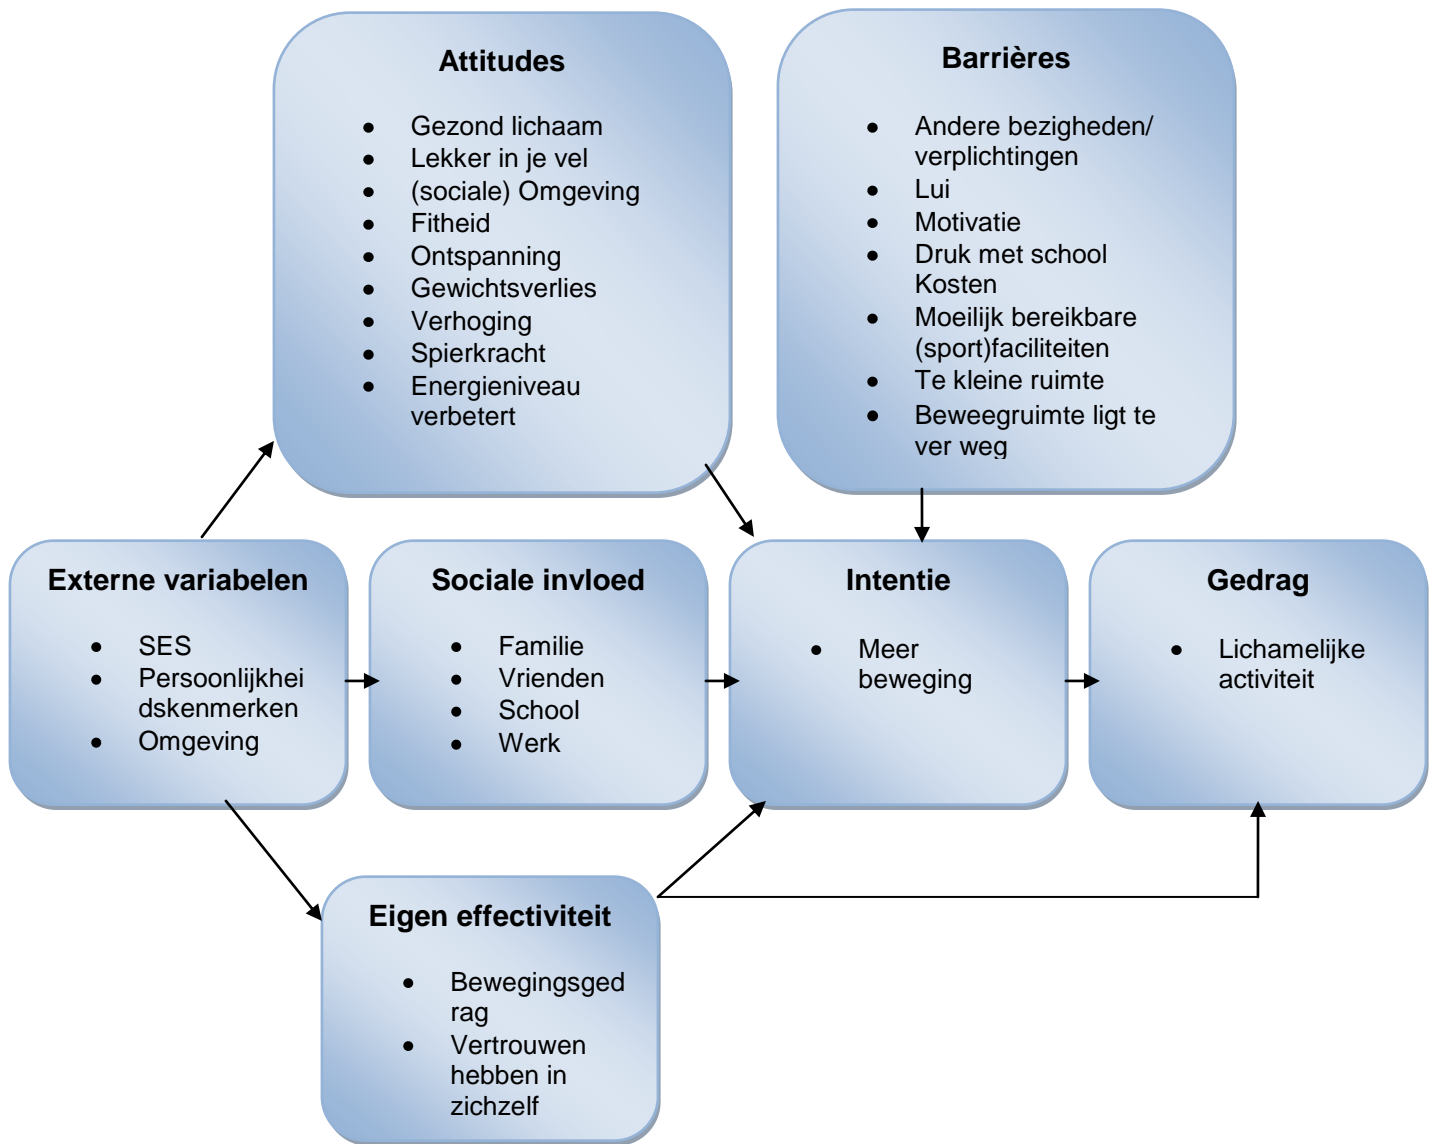 Attitudes
• Gezond lichaam
• Lekker in je vel
• (sociale) Omgeving
• Fitheid
• Ontspanning
• Gewichtsverlies
• Verhoging
• Spierkracht
• Energieniveau
verbetert
Barrières
• Andere bezigheden/
verplichtingen
• Lui
• Motivatie
• Druk met school
Kosten
• Moeilijk bereikbare
(sport)faciliteiten
• Te kleine ruimte
• Beweegruimte ligt te
ver weg
Externe variabelen
• SES
• Persoonlijkhei
dskenmerken
• Omgeving
Sociale invloed
• Familie
• Vrienden
• School
• Werk
Intentie
• Meer
beweging
Gedrag
• Lichamelijke
activiteit
Eigen effectiviteit
• Bewegingsged
rag
• Vertrouwen
hebben in
zichzelf